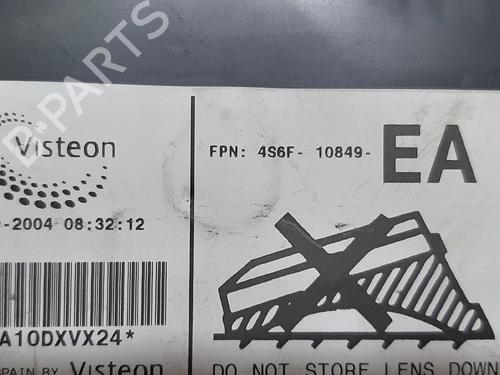 B-PARTS
Visteon
FPN: 4S6F- 10849- EA
-2004 08:32:12
A10DXVX24*
SPAIN BY Visteon
DO NOT STORE LENS DOWN